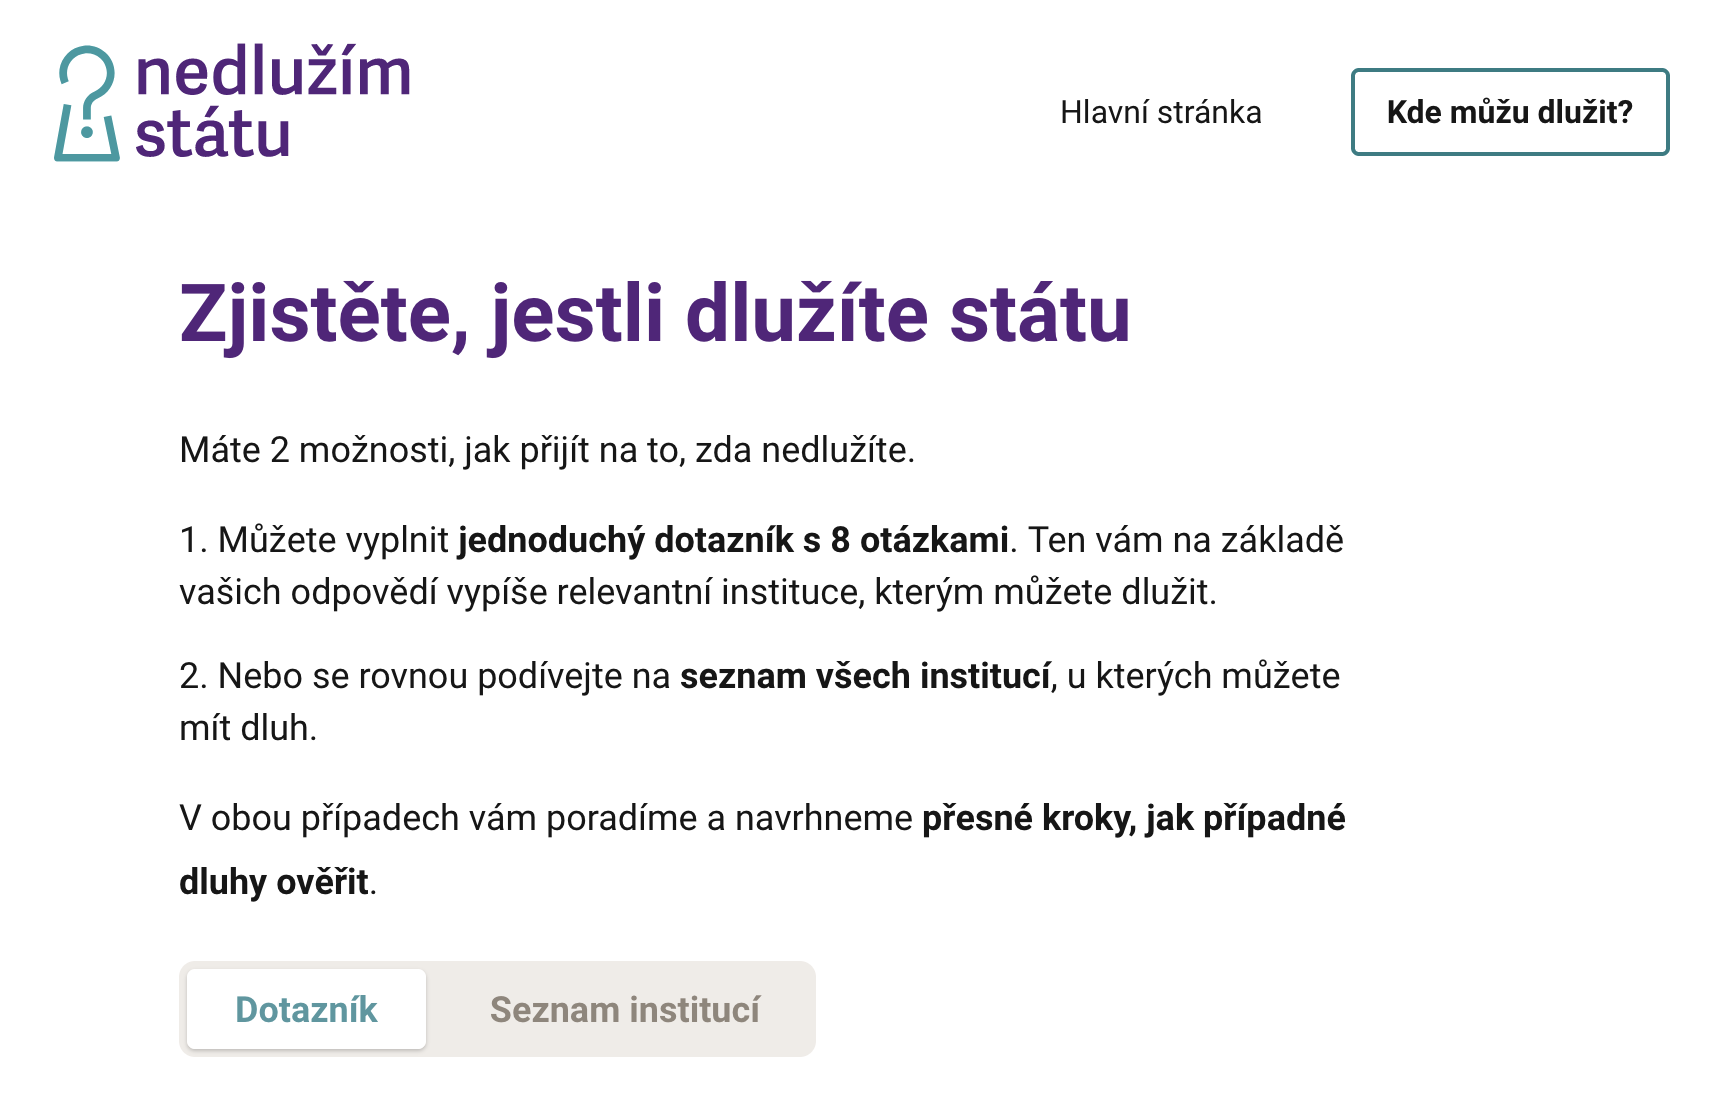 nedlužím
státu
Hlavní stránka
Kde můžu dlužit?
Zjistěte, jestli dlužíte státu
Máte 2 možnosti, jak přijít na to, zda nedlužíte.
1. Můžete vyplnit jednoduchý dotazník s 8 otázkami. Ten vám na základě
vašich odpovědí vypíše relevantní instituce, kterým můžete dlužit.
2. Nebo se rovnou podívejte na seznam všech institucí, u kterých můžete
mít dluh.
V obou případech vám poradíme a navrhneme přesné kroky, jak případné
dluhy ověřit.
Dotazník
Seznam institucí